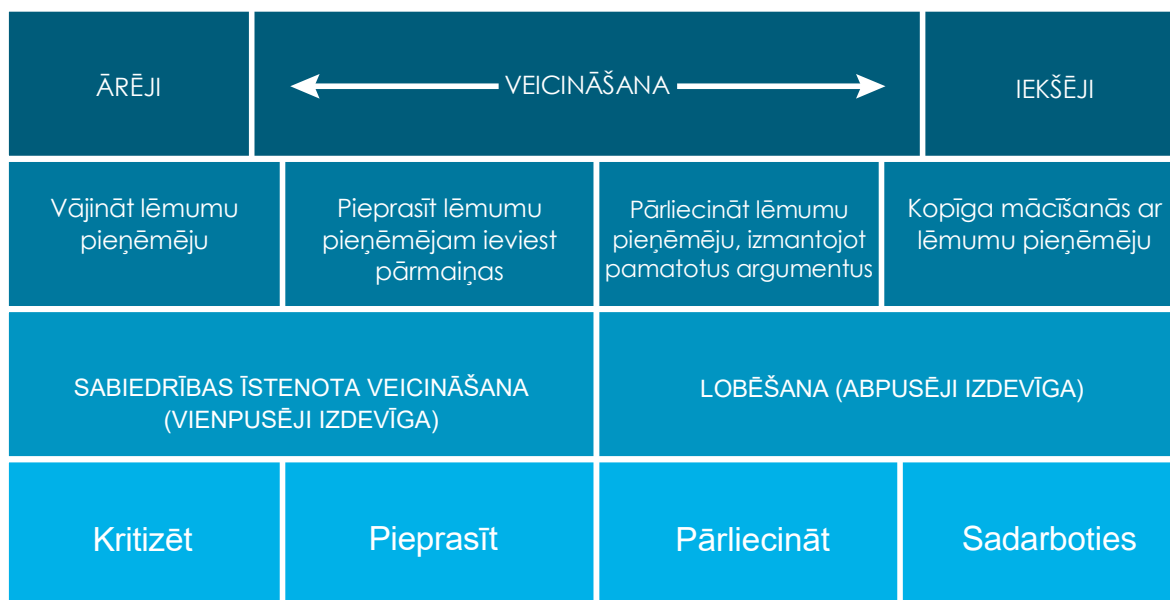 ĀRĒJI
VEICINĀŠANA
IEKŠĒJI
Vājināt lēmumu
pieņēmēju
Pieprasīt lēmumu
pieņēmējam ieviest
pārmaiņas
Pārliecināt lēmumu
pieņēmēju, izmantojot
pamatotus argumentus
Kopīga mācīšanās ar
lēmumu pieņēmēju
SABIEDRĪBAS ĪSTENOTA VEICINĀŠANA
(VIENPUSĒJI IZDEVĪGA)
LOBĒŠANA (ABPUSĒJI IZDEVĪGA)
Kritizēt
Pieprasīt
Pārliecināt
Sadarboties